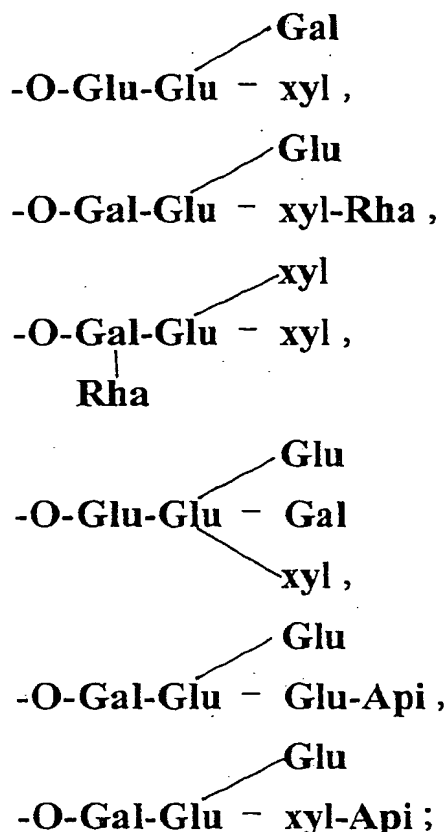 Gal
-O-Glu-Glu - xyl ,
Glu
-O-Gal-Glu - xyl-Rha ,
xyl
-O-Gal-Glu - xyl ,
Rha
Glu
-O-Glu-Glu - Gal
xyl ,
Glu
-O-Gal-Glu - Glu-Api ,
Glu
-O-Gal-Glu - xyl-Api ;